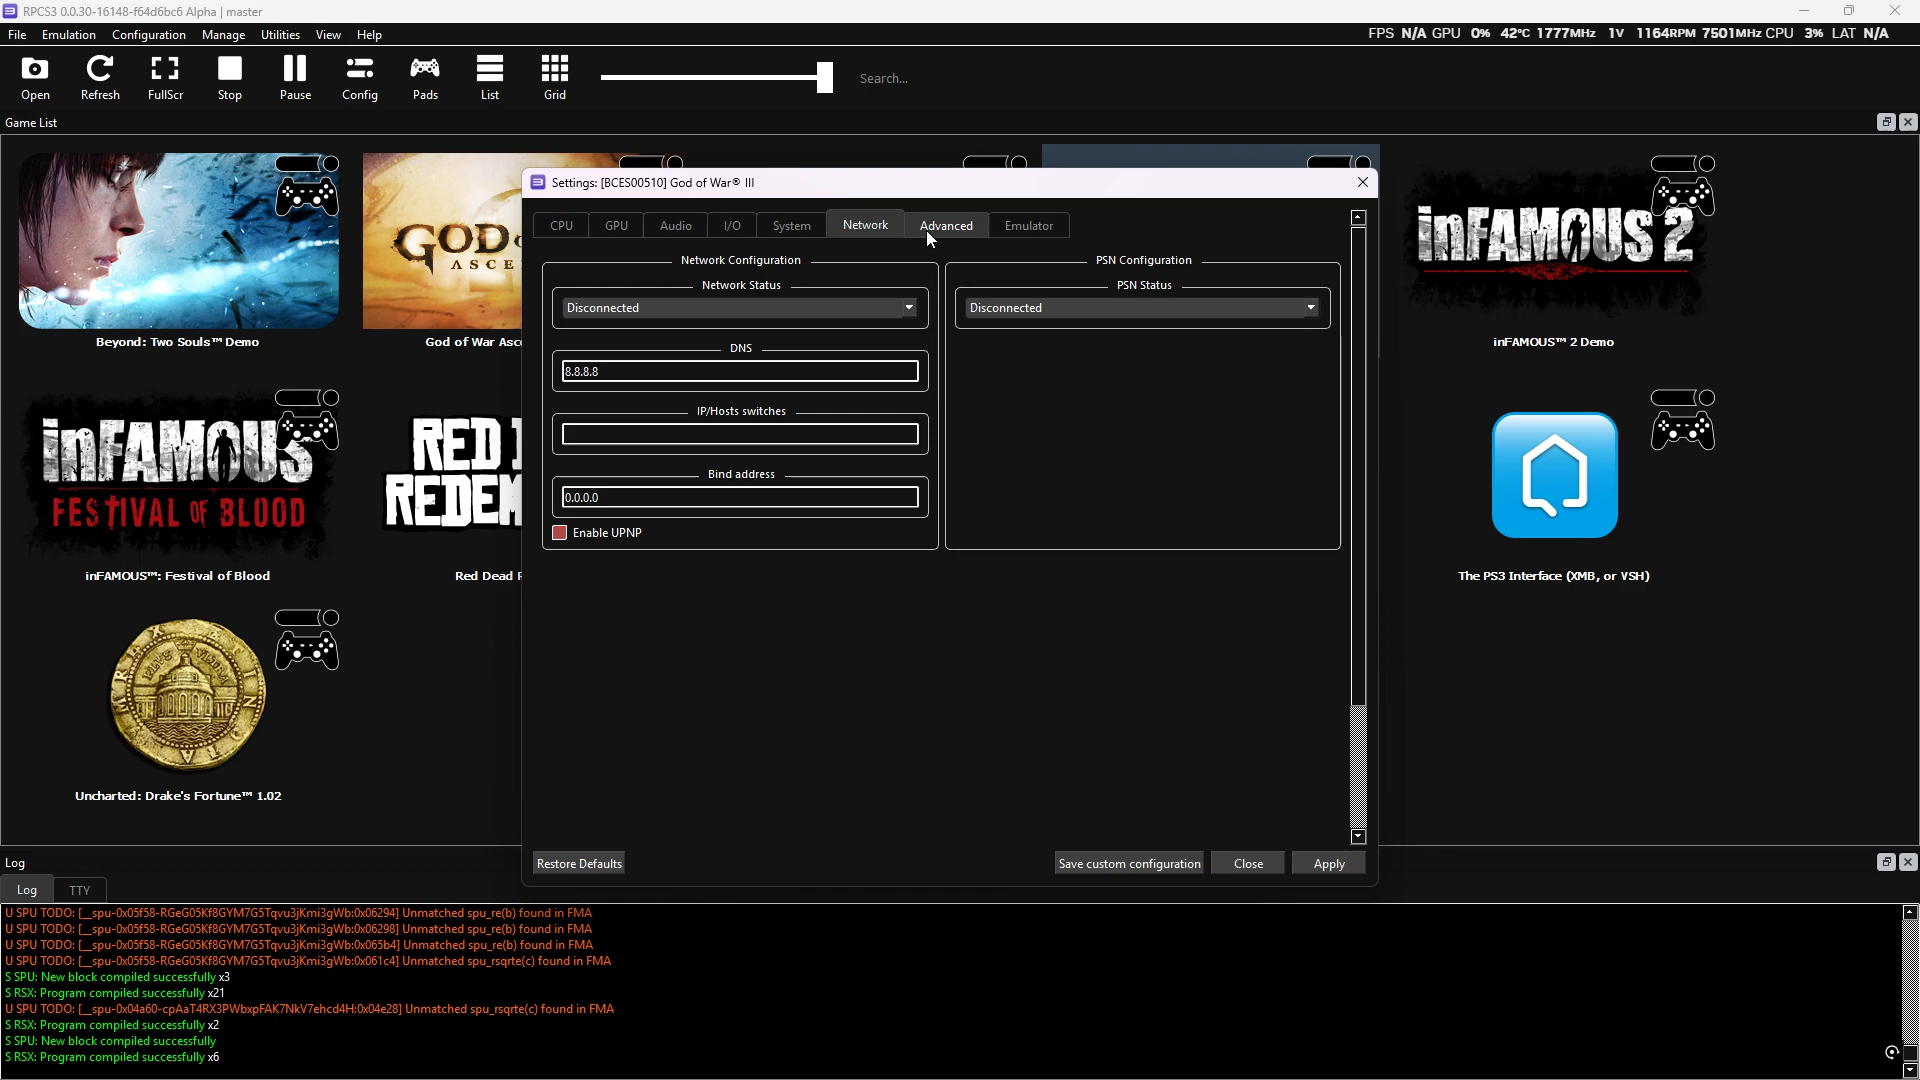 RPCS3 0.0.30-16148-f64d6bc6 Alpha | master
File Emulation Configuration Manage Utilities View Help
FPS N/A GPU 0% 42°C 1777MHz 1V 1164RPM 7501MHz CPU 3% LAT N/A
Open Refresh FullScr Stop Pause Config Pads List Grid
Search...
Game List
Settings: [BCES00510] God of War® III
CPU GPU Audio I/O System Network Advanced Emulator
Network Configuration
Network Status
Disconnected
DNS
8.8.8.8
IP/Hosts switches
Bind address
0.0.0.0
Enable UPNP
PSN Configuration
PSN Status
Disconnected
Restore Defaults
Save custom configuration Close Apply
GOD
ASCE
inFAMOUS 2
Beyond: Two Souls™ Demo
God of War Asce
inFAMOUS™ 2 Demo
inFAMOUS
FESTIVAL OF BLOOD
RED
REDEM
inFAMOUS™: Festival of Blood
Red Dead R
The PS3 Interface (XMB, or VSH)
Uncharted: Drake's Fortune™ 1.02
Log
Log TTY
U SPU TODO: [__spu-0x05f58-RGeG05Kf8GYM7G5Tqvu3jKmi3gWb:0x06294] Unmatched spu_re(b) found in FMA
U SPU TODO: [__spu-0x05f58-RGeG05Kf8GYM7G5Tqvu3jKmi3gWb:0x06298] Unmatched spu_re(b) found in FMA
U SPU TODO: [__spu-0x05f58-RGeG05Kf8GYM7G5Tqvu3jKmi3gWb:0x065b4] Unmatched spu_re(b) found in FMA
U SPU TODO: [__spu-0x05f58-RGeG05Kf8GYM7G5Tqvu3jKmi3gWb:0x061c4] Unmatched spu_rsqrte(c) found in FMA
S SPU: New block compiled successfully x3
S RSX: Program compiled successfully x21
U SPU TODO: [__spu-0x04a60-cpAaT4RX3PWbxpFAK7NkV7ehcd4H:0x04e28] Unmatched spu_rsqrte(c) found in FMA
S RSX: Program compiled successfully x2
S SPU: New block compiled successfully
S RSX: Program compiled successfully x6